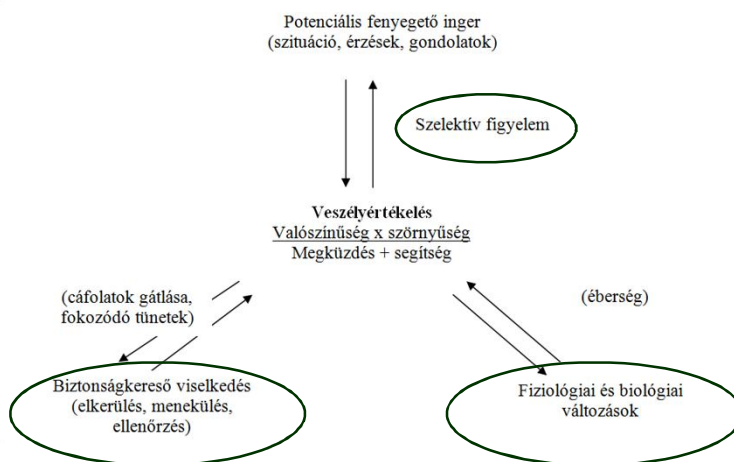 Potenciális fenyegető inger
(szituáció, érzések, gondolatok)
Szelektív figyelem
Veszélyértékelés
Valószínűség x szörnyűség
Megküzdés + segítség
(cáfolatok gátlása,
fokozódó tünetek)
(éberség)
Biztonságkereső viselkedés
(elkerülés, menekülés,
ellenőrzés)
Fiziológiai és biológiai
változások